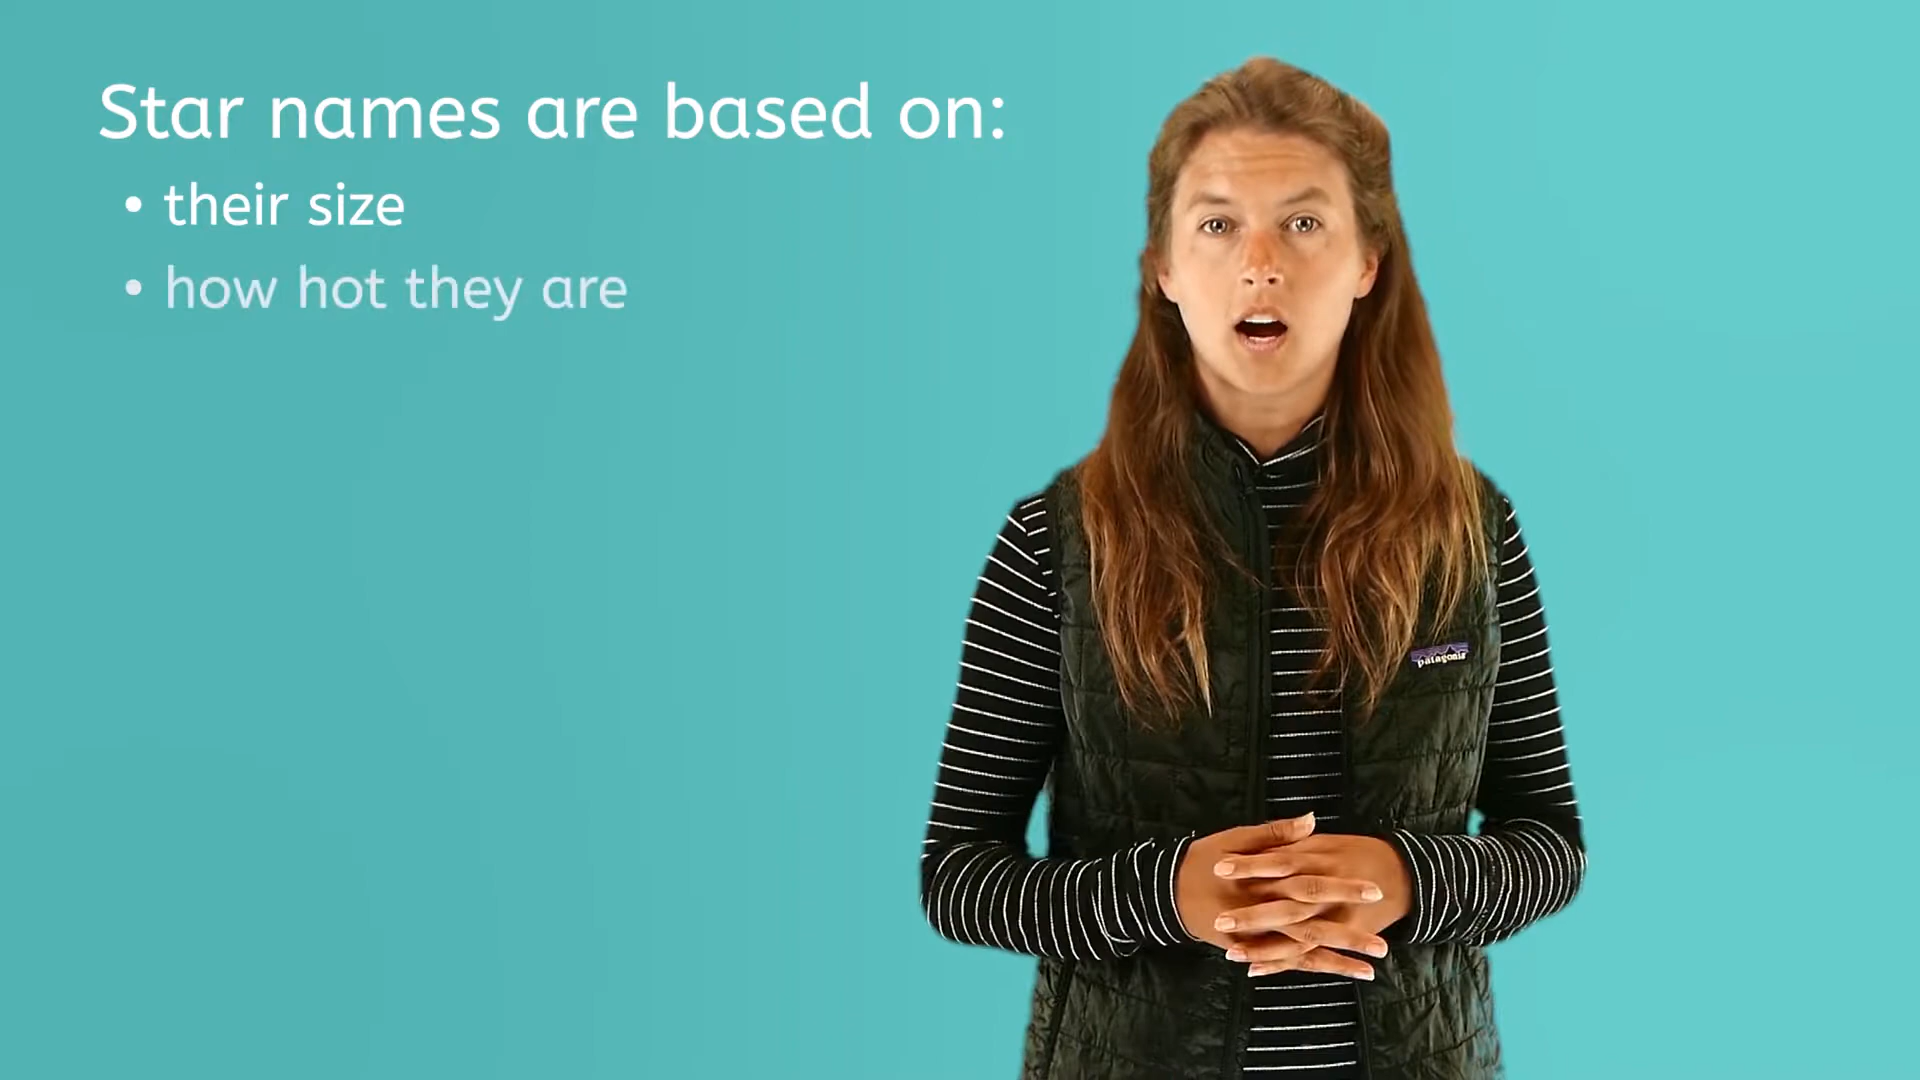 Star names are based on:
• their size
• how hot they are
patagonia